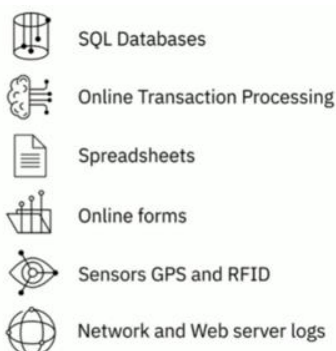 SQL Databases
Online Transaction Processing
Spreadsheets
Online forms
Sensors GPS and RFID
Network and Web server logs